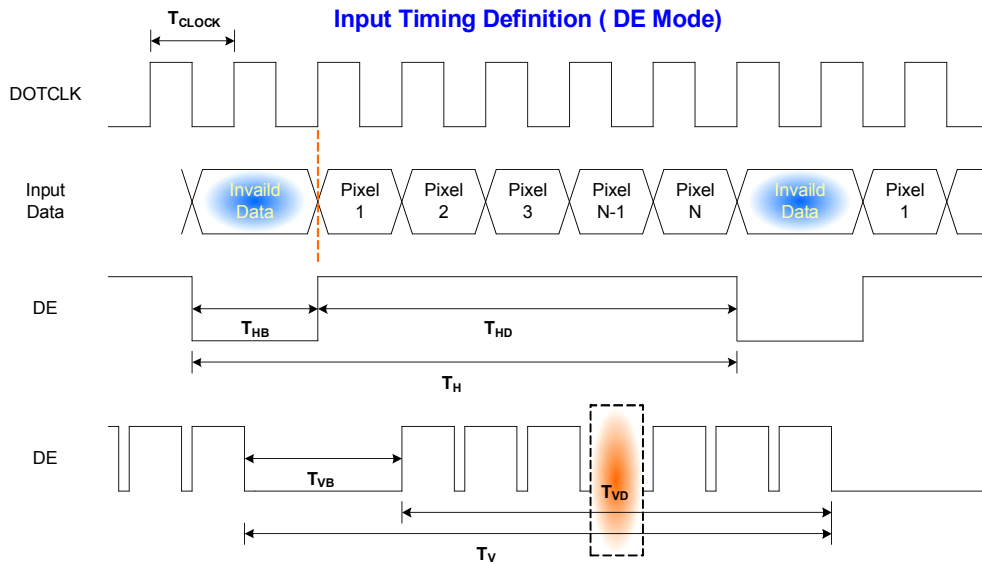 Input Timing Definition ( DE Mode)
TCLOCK
DOTCLK
Input
Data
Invaild
Data
Pixel
1
Pixel
2
Pixel
3
Pixel
N-1
Pixel
N
Invaild
Data
Pixel
1
DE
THB
THD
TH
DE
TVB
TVD
TV